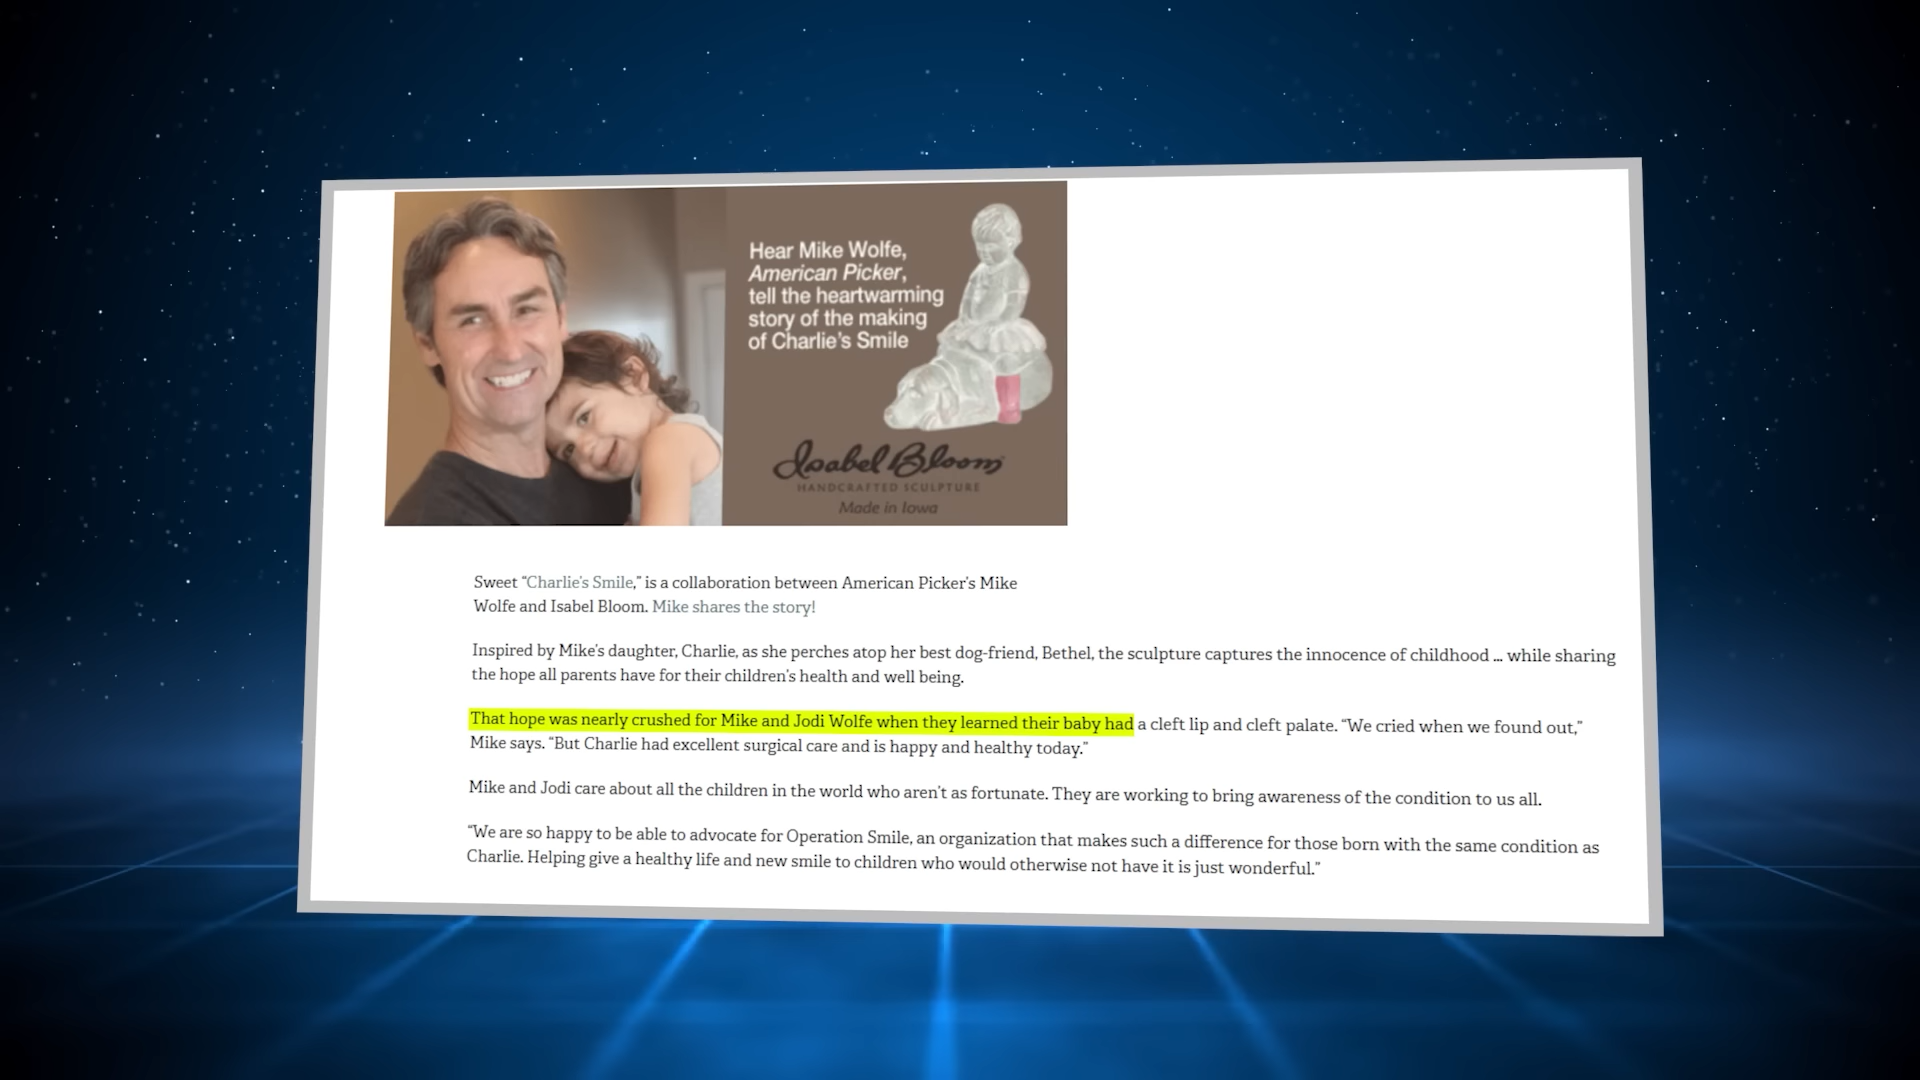 Hear Mike Wolfe,
American Picker,
tell the heartwarming
story of the making
of Charlie's Smile
Isabel Bloom
HANDCRAFTED SCULPTURE
Made in Iowa
Sweet “Charlie's Smile,” is a collaboration between American Picker's Mike
Wolfe and Isabel Bloom. Mike shares the story!
Inspired by Mike's daughter, Charlie, as she perches atop her best dog-friend, Bethel, the sculpture captures the innocence of childhood ... while sharing
the hope all parents have for their children's health and well being.
That hope was nearly crushed for Mike and Jodi Wolfe when they learned their baby had a cleft lip and cleft palate. “We cried when we found out,”
Mike says. “But Charlie had excellent surgical care and is happy and healthy today.”
Mike and Jodi care about all the children in the world who aren't as fortunate. They are working to bring awareness of the condition to us all.
“We are so happy to be able to advocate for Operation Smile, an organization that makes such a difference for those born with the same condition as
Charlie. Helping give a healthy life and new smile to children who would otherwise not have it is just wonderful.”